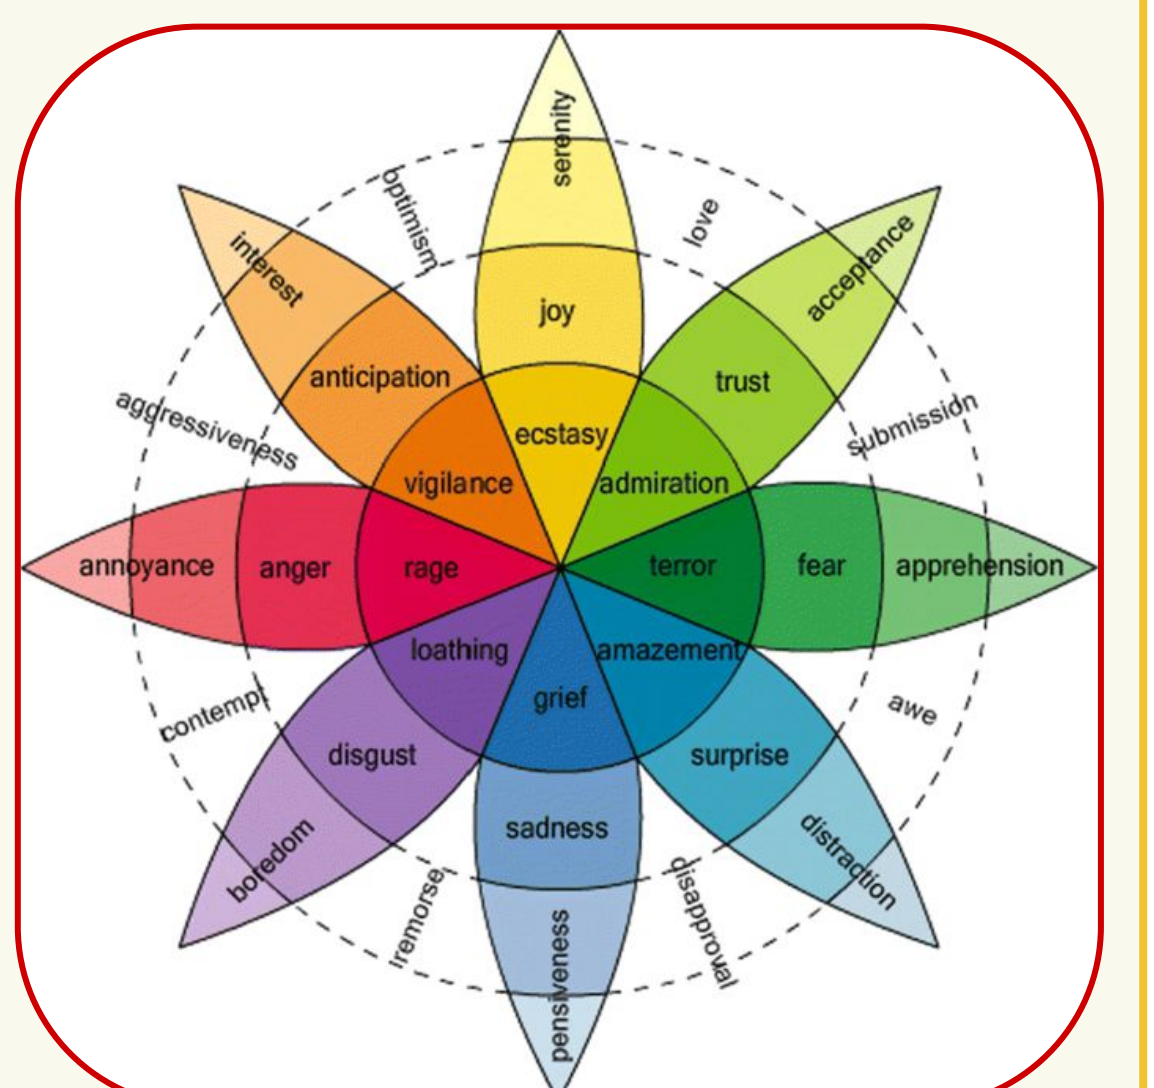 serenity
optimism
love
interest
acceptance
joy
anticipation
trust
aggressiveness
submission
ecstasy
vigilance
admiration
annoyance
anger
rage
terror
fear
apprehension
loathing
amazement
grief
contempt
awe
disgust
surprise
sadness
boredom
distraction
remorse
disapproval
pensiveness